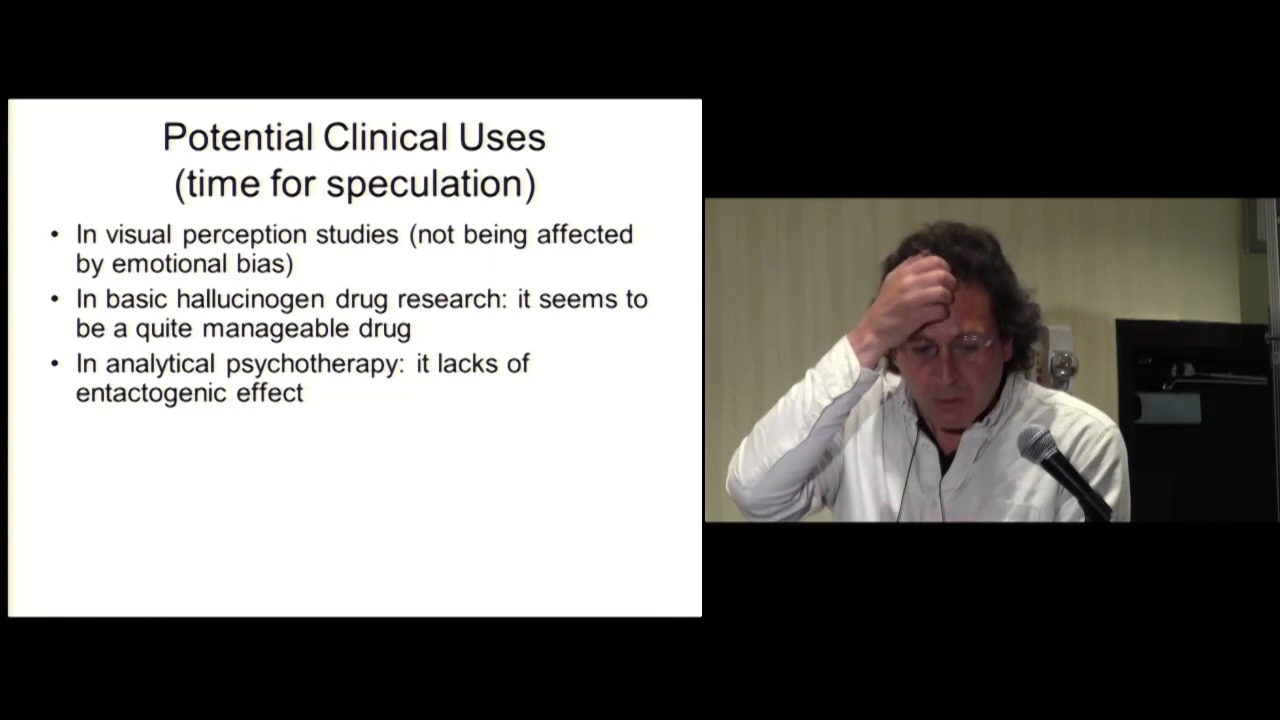 Potential Clinical Uses
(time for speculation)
• In visual perception studies (not being affected
by emotional bias)
• In basic hallucinogen drug research: it seems to
be a quite manageable drug
• In analytical psychotherapy: it lacks of
entactogenic effect